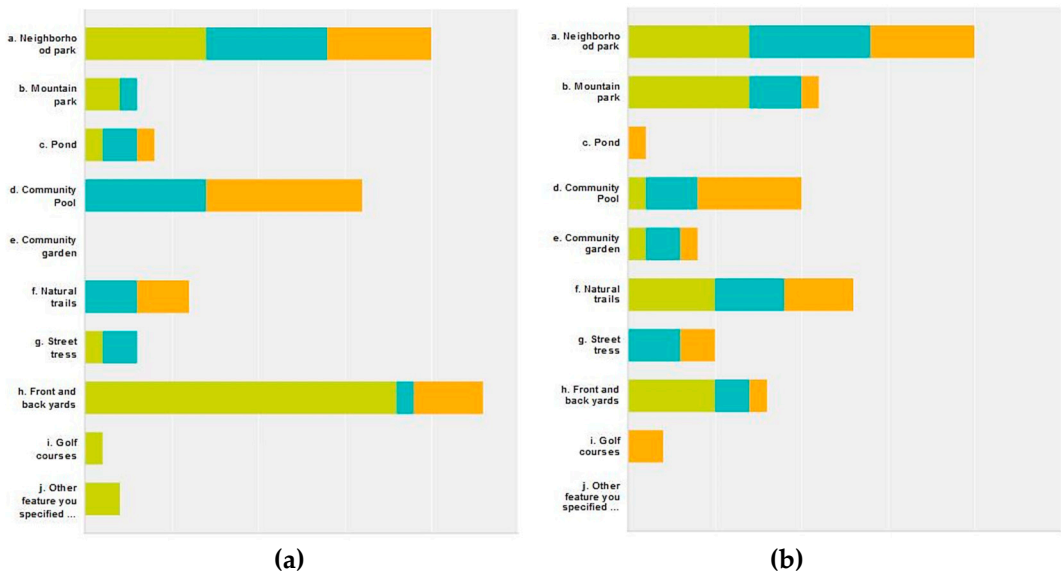 a. Neighborho
od park
b. Mountain
park
c. Pond
d. Community
Pool
e. Community
garden
f. Natural
trails
g. Street
tress
h. Front and
back yards
i. Golf
courses
j. Other
feature you
specified ...
(a)
a. Neighborho
od park
b. Mountain
park
c. Pond
d. Community
Pool
e. Community
garden
f. Natural
trails
g. Street
tress
h. Front and
back yards
i. Golf
courses
j. Other
feature you
specified ...
(b)